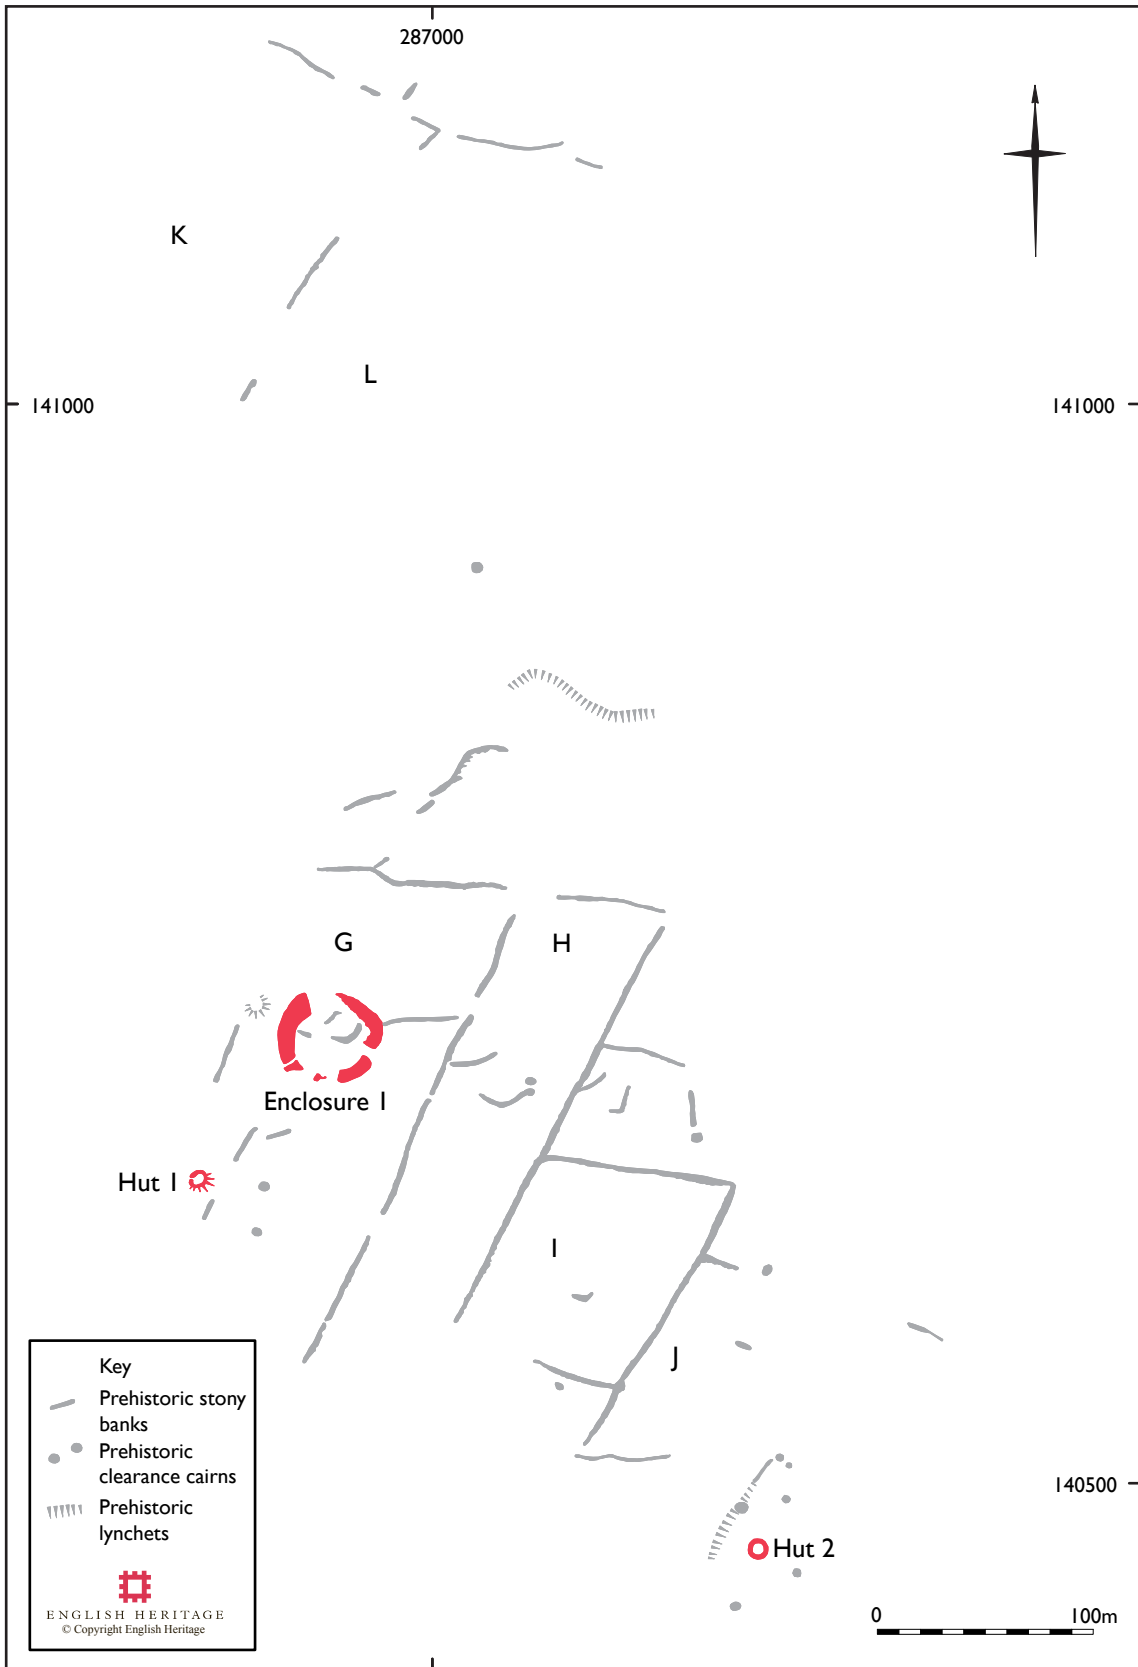 287000
K
L
141000
141000
G
H
Enclosure 1
Hut 1
I
J
Key
Prehistoric stony
banks
Prehistoric
clearance cairns
Prehistoric
lynchets
ENGLISH HERITAGE
© Copyright English Heritage
140500
Hut 2
0
100m